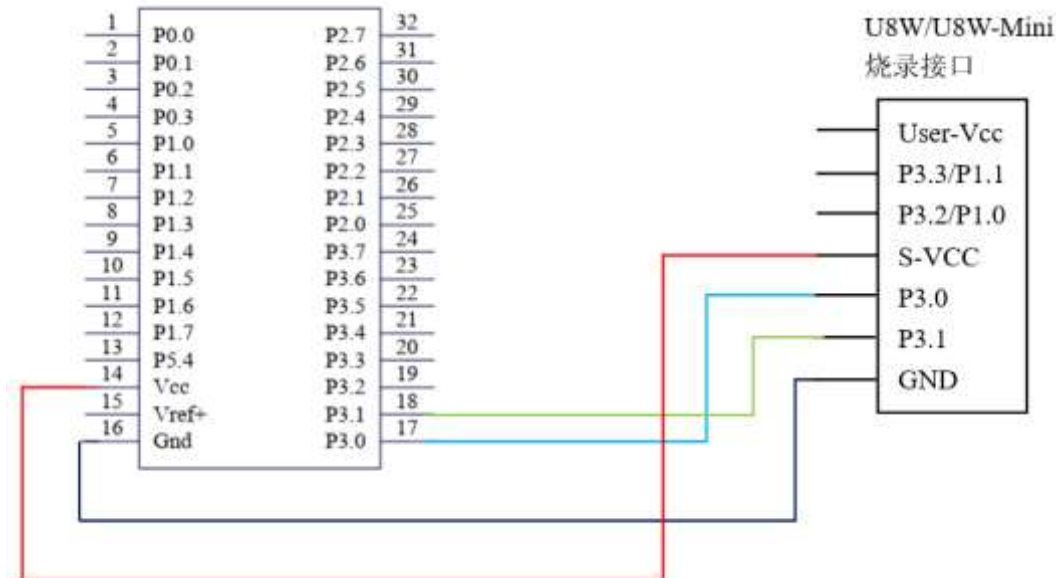 1 P0.0 P2.7 32
2 P0.1 P2.6 31
3 P0.2 P2.5 30
4 P0.3 P2.4 29
5 P1.0 P2.3 28
6 P1.1 P2.2 27
7 P1.2 P2.1 26
8 P1.3 P2.0 25
9 P1.4 P3.7 24
10 P1.5 P3.6 23
11 P1.6 P3.5 22
12 P1.7 P3.4 21
13 P5.4 P3.3 20
14 Vcc P3.2 19
15 Vref+ P3.1 18
16 Gnd P3.0 17
U8W/U8W-Mini
烧录接口
User-Vcc
P3.3/P1.1
P3.2/P1.0
S-VCC
P3.0
P3.1
GND